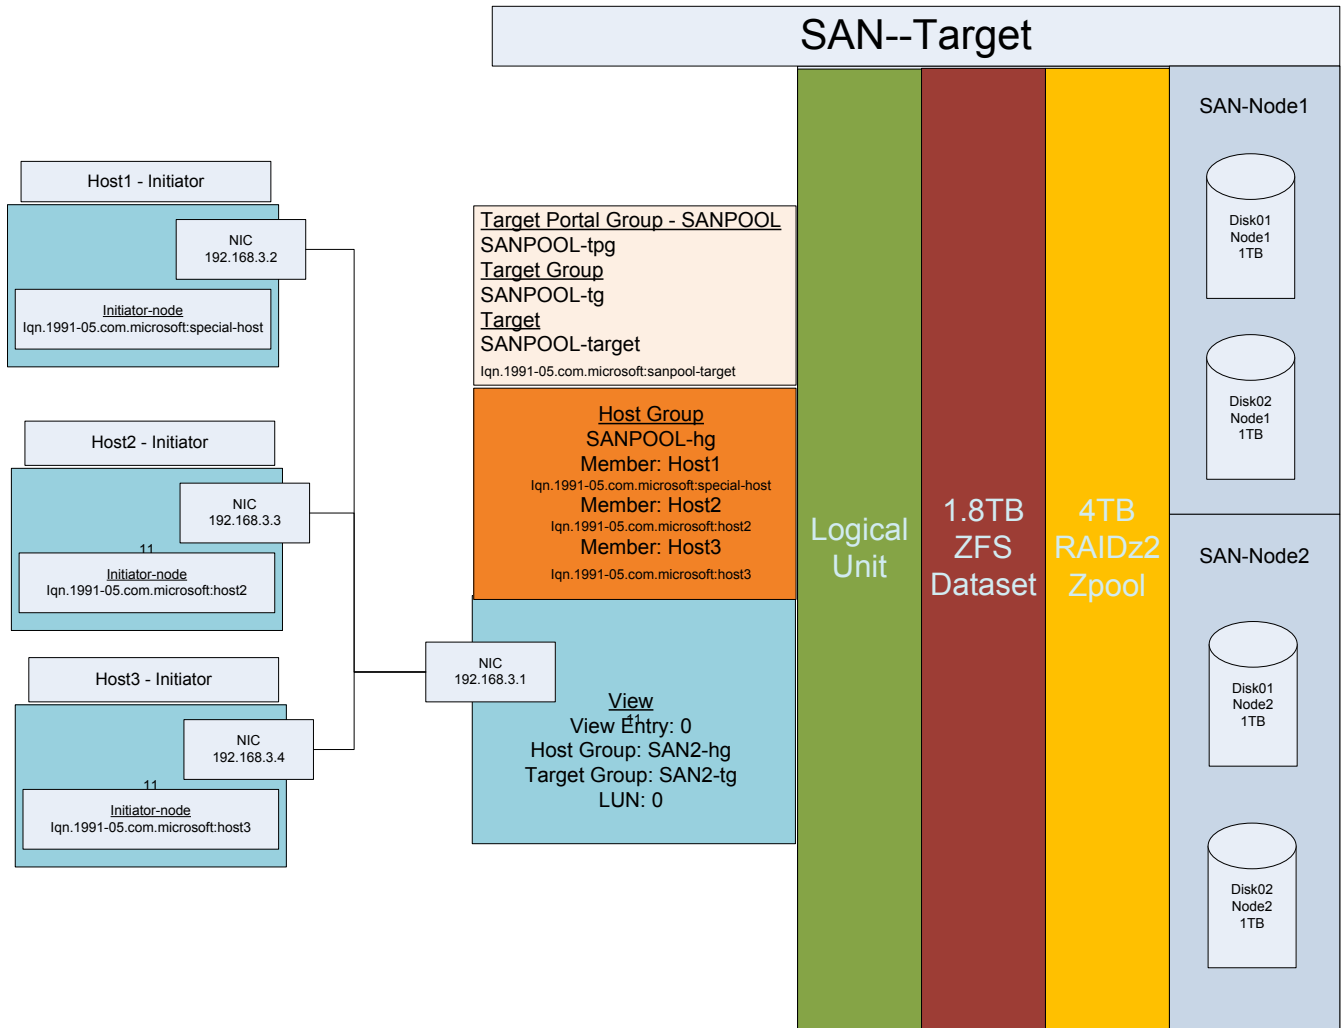 SAN--Target
SAN-Node1
Disk01
Node1
1TB
Disk02
Node1
1TB
SAN-Node2
Disk01
Node2
1TB
Disk02
Node2
1TB
Host1 - Initiator
NIC
192.168.3.2
Initiator-node
Iqn.1991-05.com.microsoft:special-host
Host2 - Initiator
NIC
192.168.3.3
11
Initiator-node
Iqn.1991-05.com.microsoft:host2
Host3 - Initiator
NIC
192.168.3.4
11
Initiator-node
Iqn.1991-05.com.microsoft:host3
Target Portal Group - SANPOOL
SANPOOL-tpg
Target Group
SANPOOL-tg
Target
SANPOOL-target
Iqn.1991-05.com.microsoft:sanpool-target
Host Group
SANPOOL-hg
Member: Host1
Iqn.1991-05.com.microsoft:special-host
Member: Host2
Iqn.1991-05.com.microsoft:host2
Member: Host3
Iqn.1991-05.com.microsoft:host3
NIC
192.168.3.1
View
11
View Entry: 0
Host Group: SAN2-hg
Target Group: SAN2-tg
LUN: 0
Logical
Unit
1.8TB
ZFS
Dataset
4TB
RAIDz2
Zpool